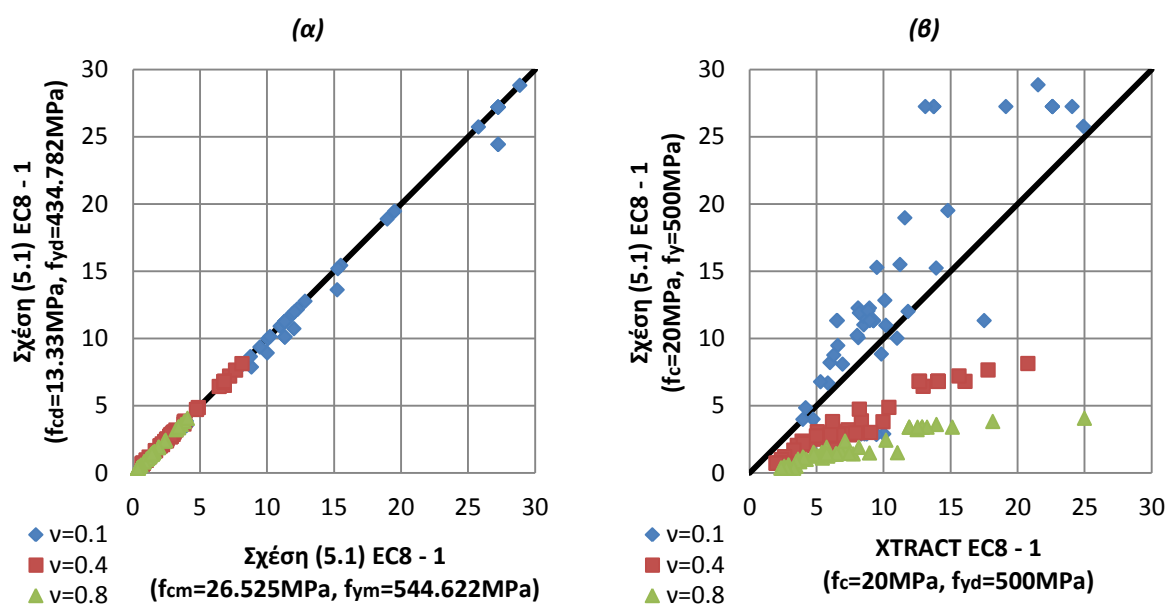 (α)
30
25
20
15
10
5
0
0 5 10 15 20 25 30
Σχέση (5.1) EC8 - 1
(fcd=13.33MPa, fyd=434.782MPa)
Σχέση (5.1) EC8 - 1
(fcm=26.525MPa, fym=544.622MPa)
ν=0.1
ν=0.4
ν=0.8
(β)
30
25
20
15
10
5
0
0 5 10 15 20 25 30
Σχέση (5.1) EC8 - 1
(fc=20MPa, fy=500MPa)
XTRACT EC8 - 1
(fc=20MPa, fyd=500MPa)
ν=0.1
ν=0.4
ν=0.8